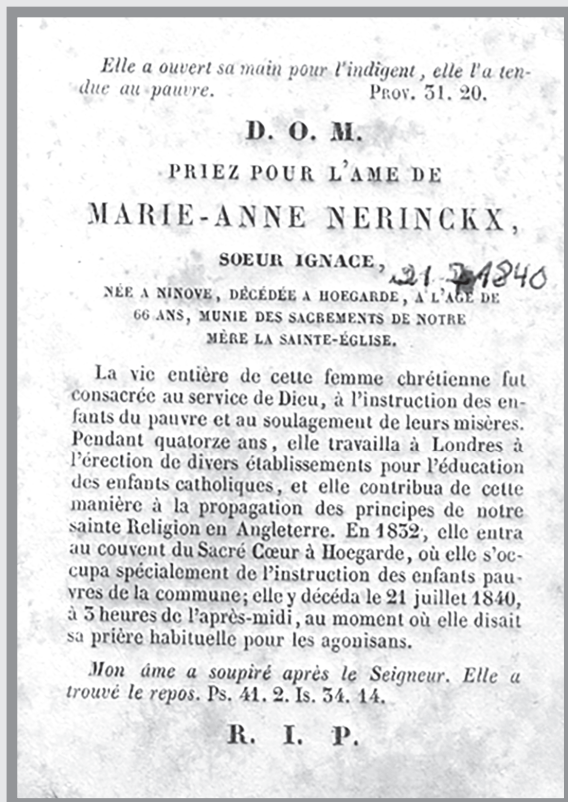 Elle a ouvert sa main pour l'indigent, elle l'a ten-
due au pauvre. PROV. 31. 20.
D. O. M.
PRIEZ POUR L'AME DE
MARIE-ANNE NERINCKX,
SOEUR IGNACE,
21 7 1840
NÉE A NINOVE, DÉCÉDÉE A HOEGARDE, A L'AGE DE
66 ANS, MUNIE DES SACREMENTS DE NOTRE
MÈRE LA SAINTE-ÉGLISE.
La vie entière de cette femme chrétienne fut
consacrée au service de Dieu, à l'instruction des en-
fants du pauvre et au soulagement de leurs misères.
Pendant quatorze ans, elle travailla à Londres à
l'érection de divers établissements pour l'éducation
des enfants catholiques, et elle contribua de cette
manière à la propagation des principes de notre
sainte Religion en Angleterre. En 1832, elle entra
au couvent du Sacré Cœur à Hoegarde, où elle s'oc-
cupa spécialement de l'instruction des enfants pau-
vres de la commune; elle y décéda le 21 juillet 1840,
à 3 heures de l'après-midi, au moment où elle disait
sa prière habituelle pour les agonisans.
Mon âme a soupiré après le Seigneur. Elle a
trouvé le repos. Ps. 41. 2. Is. 34. 14.
R. I. P.